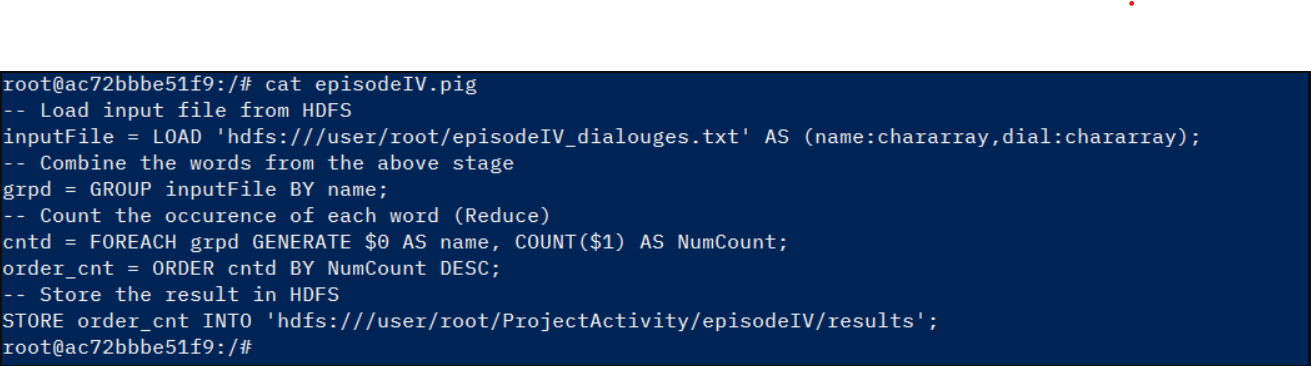 root@ac72bbbe51f9:/# cat episodeIV.pig
-- Load input file from HDFS
inputFile = LOAD 'hdfs:///user/root/episodeIV_dialouges.txt' AS (name:chararray,dial:chararray);
-- Combine the words from the above stage
grpd = GROUP inputFile BY name;
-- Count the occurence of each word (Reduce)
cntd = FOREACH grpd GENERATE $0 AS name, COUNT($1) AS NumCount;
order_cnt = ORDER cntd BY NumCount DESC;
-- Store the result in HDFS
STORE order_cnt INTO 'hdfs:///user/root/ProjectActivity/episodeIV/results';
root@ac72bbbe51f9:/#